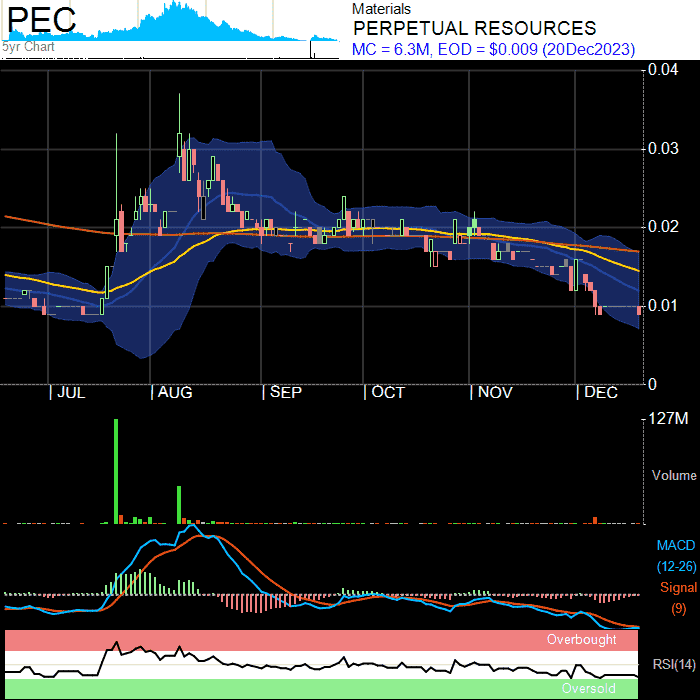 PEC
5yr Chart
Materials
PERPETUAL RESOURCES
MC = 6.3M, EOD = $0.009 (20Dec2023)
0.04
0.03
0.02
0.01
0
JUL AUG SEP OCT NOV DEC
127M
Volume
MACD
(12-26)
Signal
(9)
Overbought
RSI(14)
Oversold